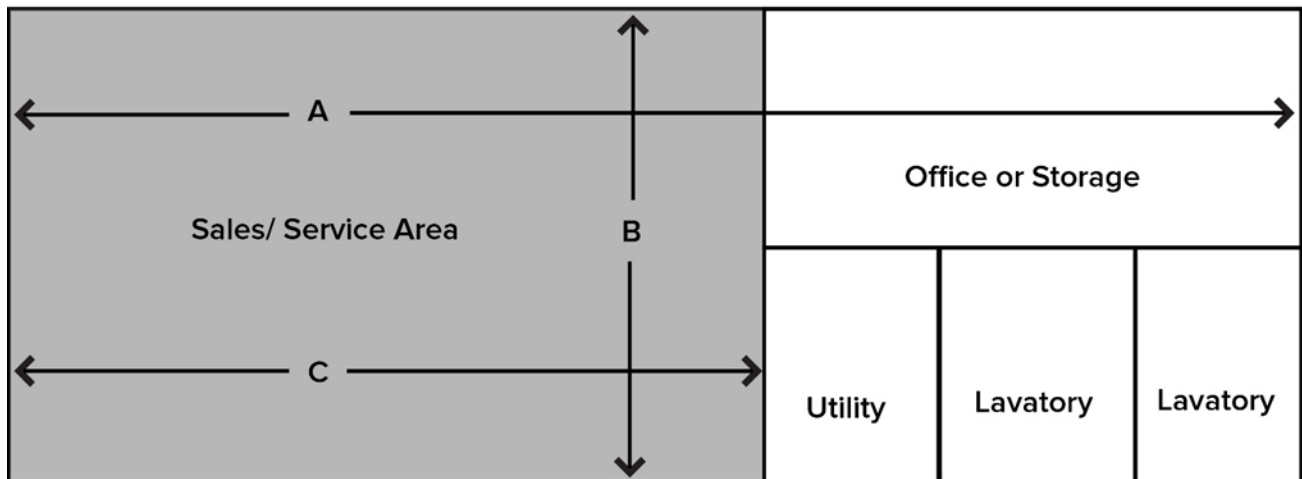 A
Office or Storage
Sales/ Service Area
B
C
Utility
Lavatory
Lavatory